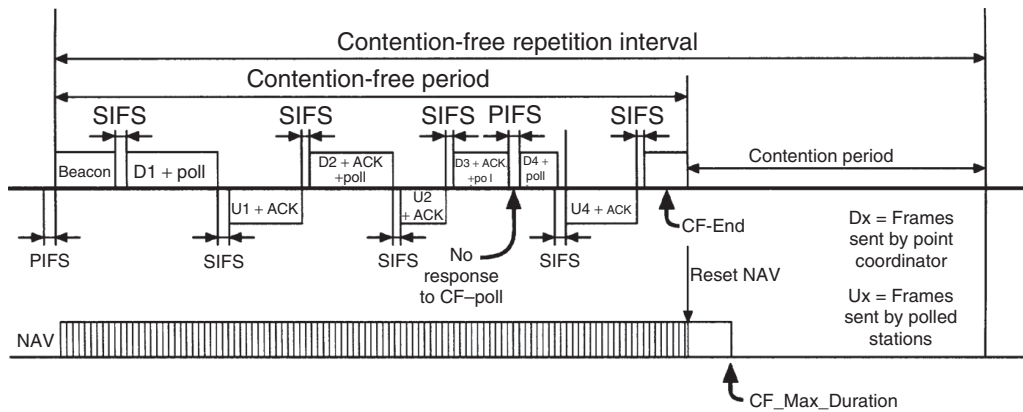 Contention-free repetition interval
Contention-free period
SIFS
SIFS
SIFS
PIFS
SIFS
Beacon
D1 + poll
D2 + ACK
+poll
D3 + ACK
+po l
D4 +
poll
Contention period
U1 + ACK
U2
+ ACK
U4 + ACK
PIFS
SIFS
SIFS
No
response
to CF–poll
SIFS
CF-End
Reset NAV
Dx = Frames
sent by point
coordinator
Ux = Frames
sent by polled
stations
NAV
CF_Max_Duration